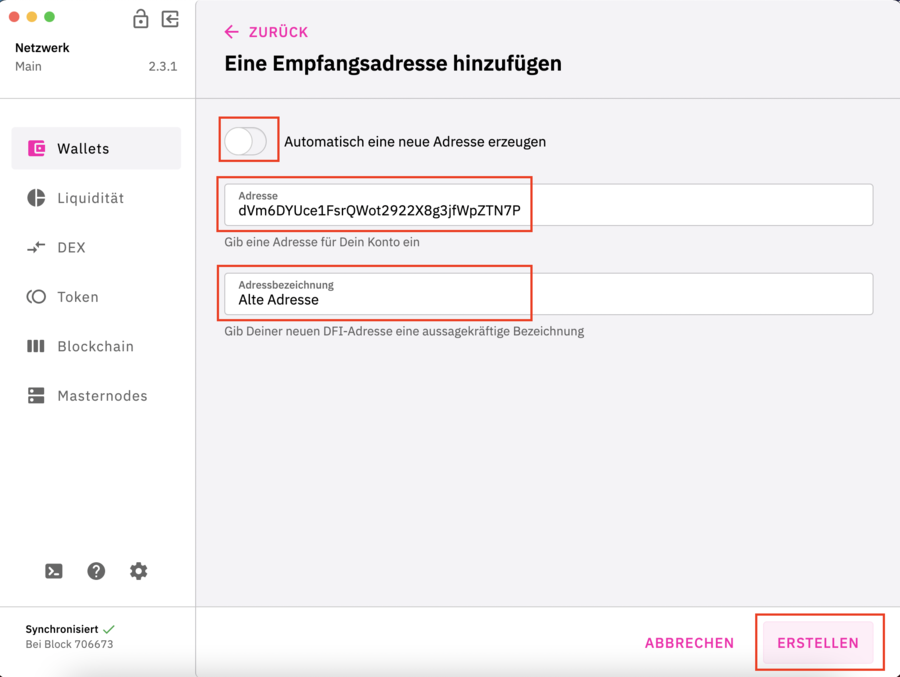 Netzwerk
Main
2.3.1
Wallets
Liquidität
DEX
Token
Blockchain
Masternodes
Synchronisiert
Bei Block 706673
ZURÜCK
Eine Empfangsadresse hinzufügen
Automatisch eine neue Adresse erzeugen
Adresse
dVm6DYUce1FsrQWot2922X8g3jfWpZTN7P
Gib eine Adresse für Dein Konto ein
Adressbezeichnung
Alte Adresse
Gib Deiner neuen DFI-Adresse eine aussagekräftige Bezeichnung
ABBRECHEN
ERSTELLEN